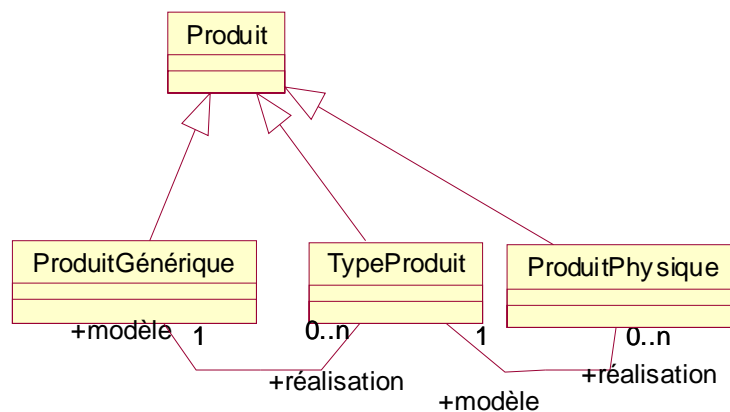 Produit
ProduitGénérique
TypeProduit
ProduitPhysique
+modèle
1
0..n
1
0..n
+réalisation
+réalisation
+modèle